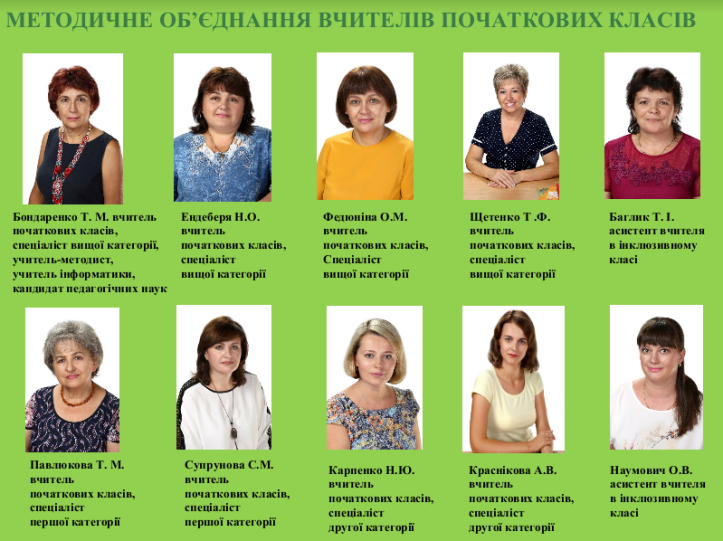 МЕТОДИЧНЕ ОБ’ЄДНАННЯ ВЧИТЕЛІВ ПОЧАТКОВИХ КЛАСІВ
Бондаренко Т. М. вчитель
початкових класів,
спеціаліст вищої категорії,
учитель-методист,
учитель інформатики,
кандидат педагогічних наук
Ендеберя Н.О.
вчитель
початкових класів,
спеціаліст
вищої категорії
Федюніна О.М.
вчитель
початкових класів,
Спеціаліст
вищої категорії
Щетенко Т .Ф.
вчитель
початкових класів,
спеціаліст
вищої категорії
Баглик Т. І.
асистент вчителя
в інклюзивному
класі
Павлюкова Т. М.
вчитель
початкових класів,
спеціаліст
першої категорії
Супрунова С.М.
вчитель
початкових класів,
спеціаліст
першої категорії
Карпенко Н.Ю.
вчитель
початкових класів,
спеціаліст
другої категорії
Краснікова А.В.
вчитель
початкових класів,
спеціаліст
другої категорії
Наумович О.В.
асистент вчителя
в інклюзивному
класі